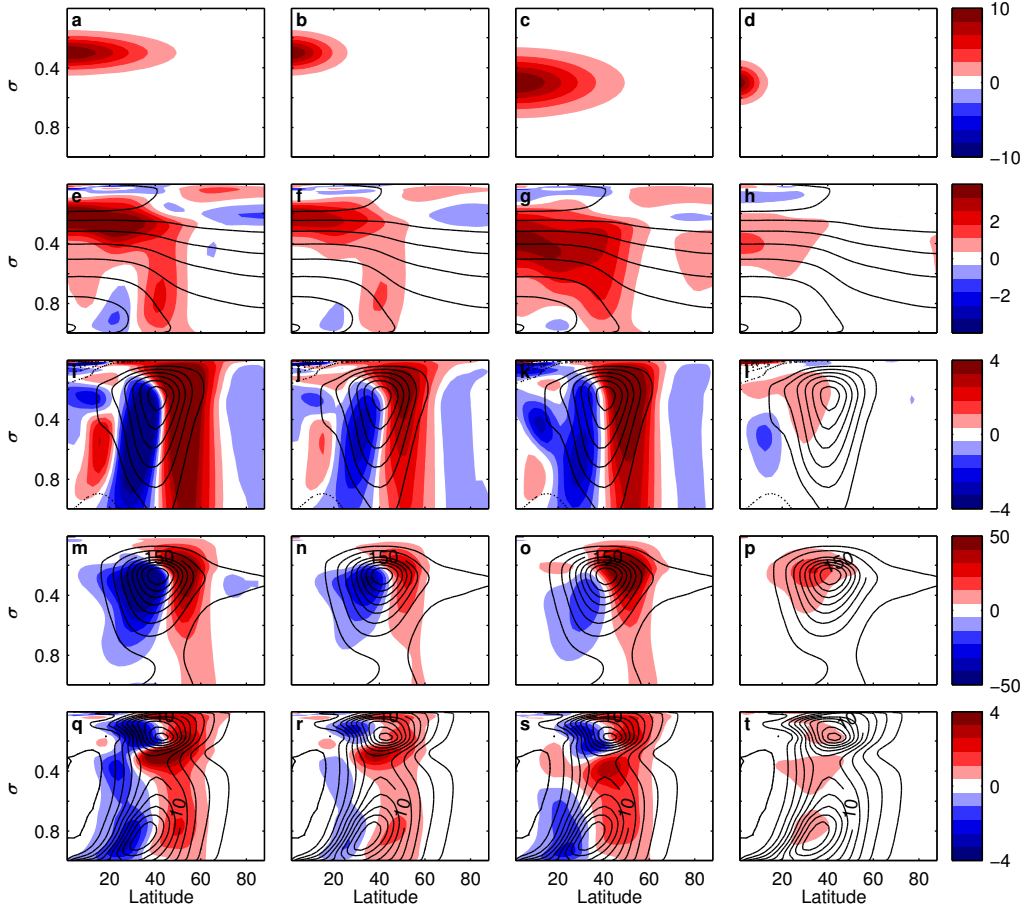 a b c d 10
σ 0.4 0
0.8 −10
e f g h 2
σ 0.4 0
0.8 −2
i j k l 4
σ 0.4 0
0.8 −4
m 150 n 150 o 150 p 150 50
σ 0.4 0
0.8 −50
q r s t 10 4
σ 0.4 0
0.8 10 10 10 10 −4
20 40 60 80 20 40 60 80 20 40 60 80 20 40 60 80
Latitude Latitude Latitude Latitude